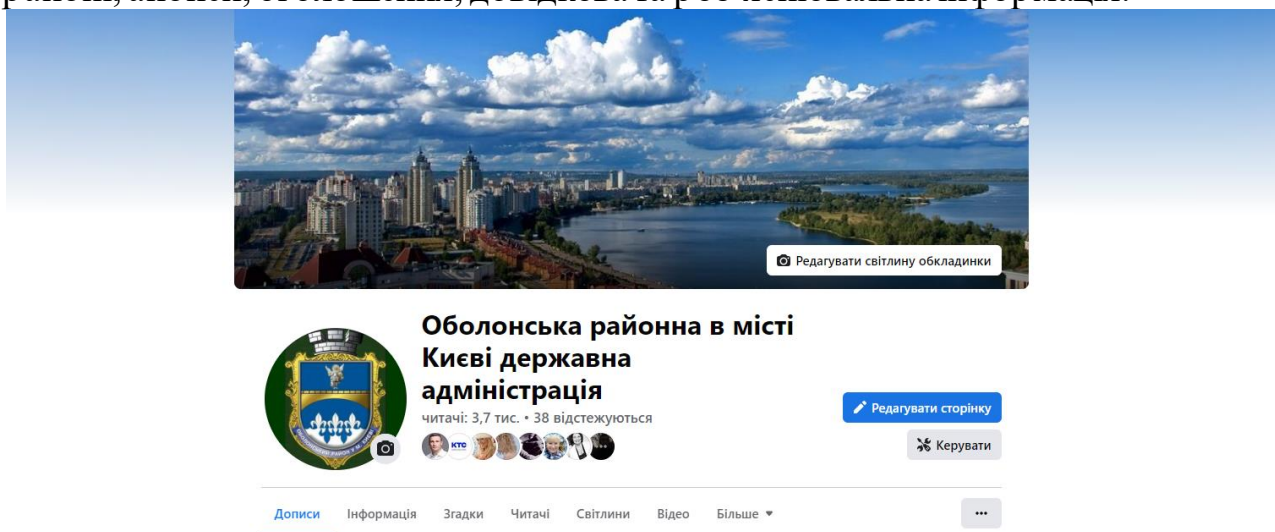 Редагувати світлину обкладинки
Оболонська районна в місті
Києві державна
адміністрація
читачі: 3,7 тис. • 38 відстежуються
КТС
Редагувати сторінку
Керувати
Дописи Інформація Згадки Читачі Світлини Відео Більше